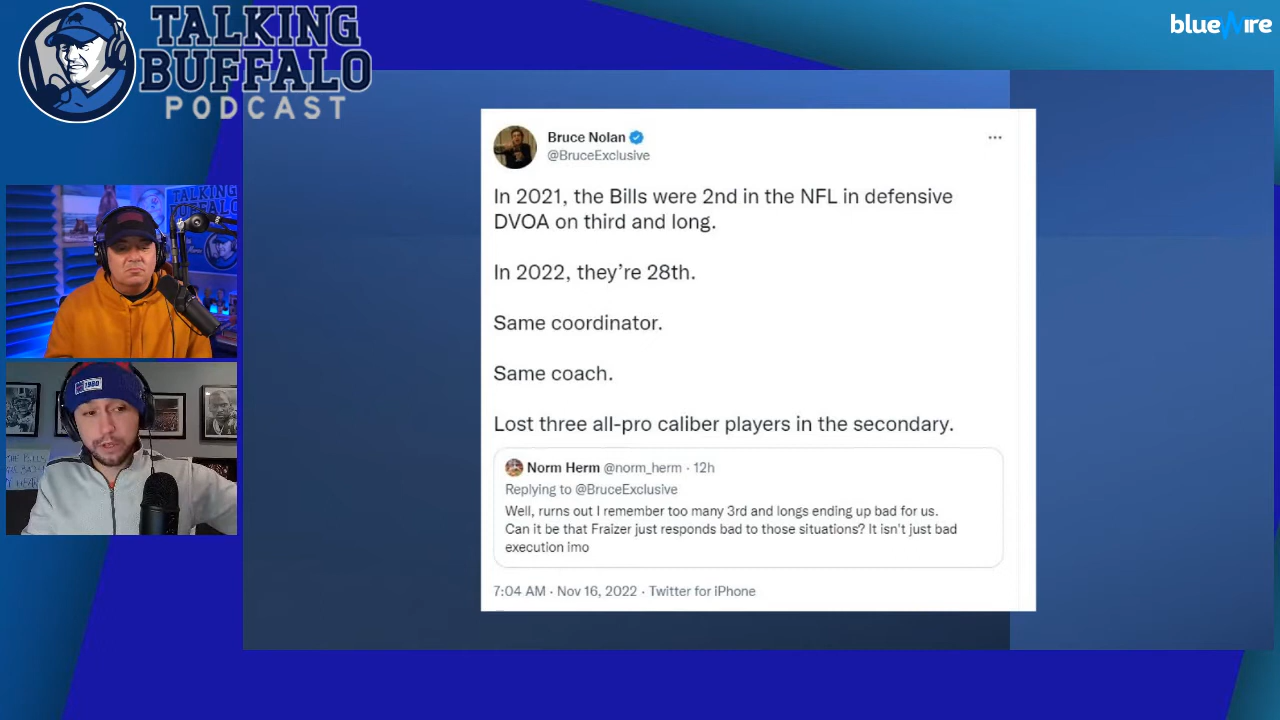 TALKING
BUFFALO
PODCAST
blueWire
Bruce Nolan
@BruceExclusive
In 2021, the Bills were 2nd in the NFL in defensive
DVOA on third and long.
In 2022, they're 28th.
Same coordinator.
Same coach.
Lost three all-pro caliber players in the secondary.
Norm Herm @norm_herm · 12h
Replying to @BruceExclusive
Well, rurns out I remember too many 3rd and longs ending up bad for us.
Can it be that Fraizer just responds bad to those situations? It isn't just bad
execution imo
7:04 AM · Nov 16, 2022 · Twitter for iPhone
TALKING
BUFFALO